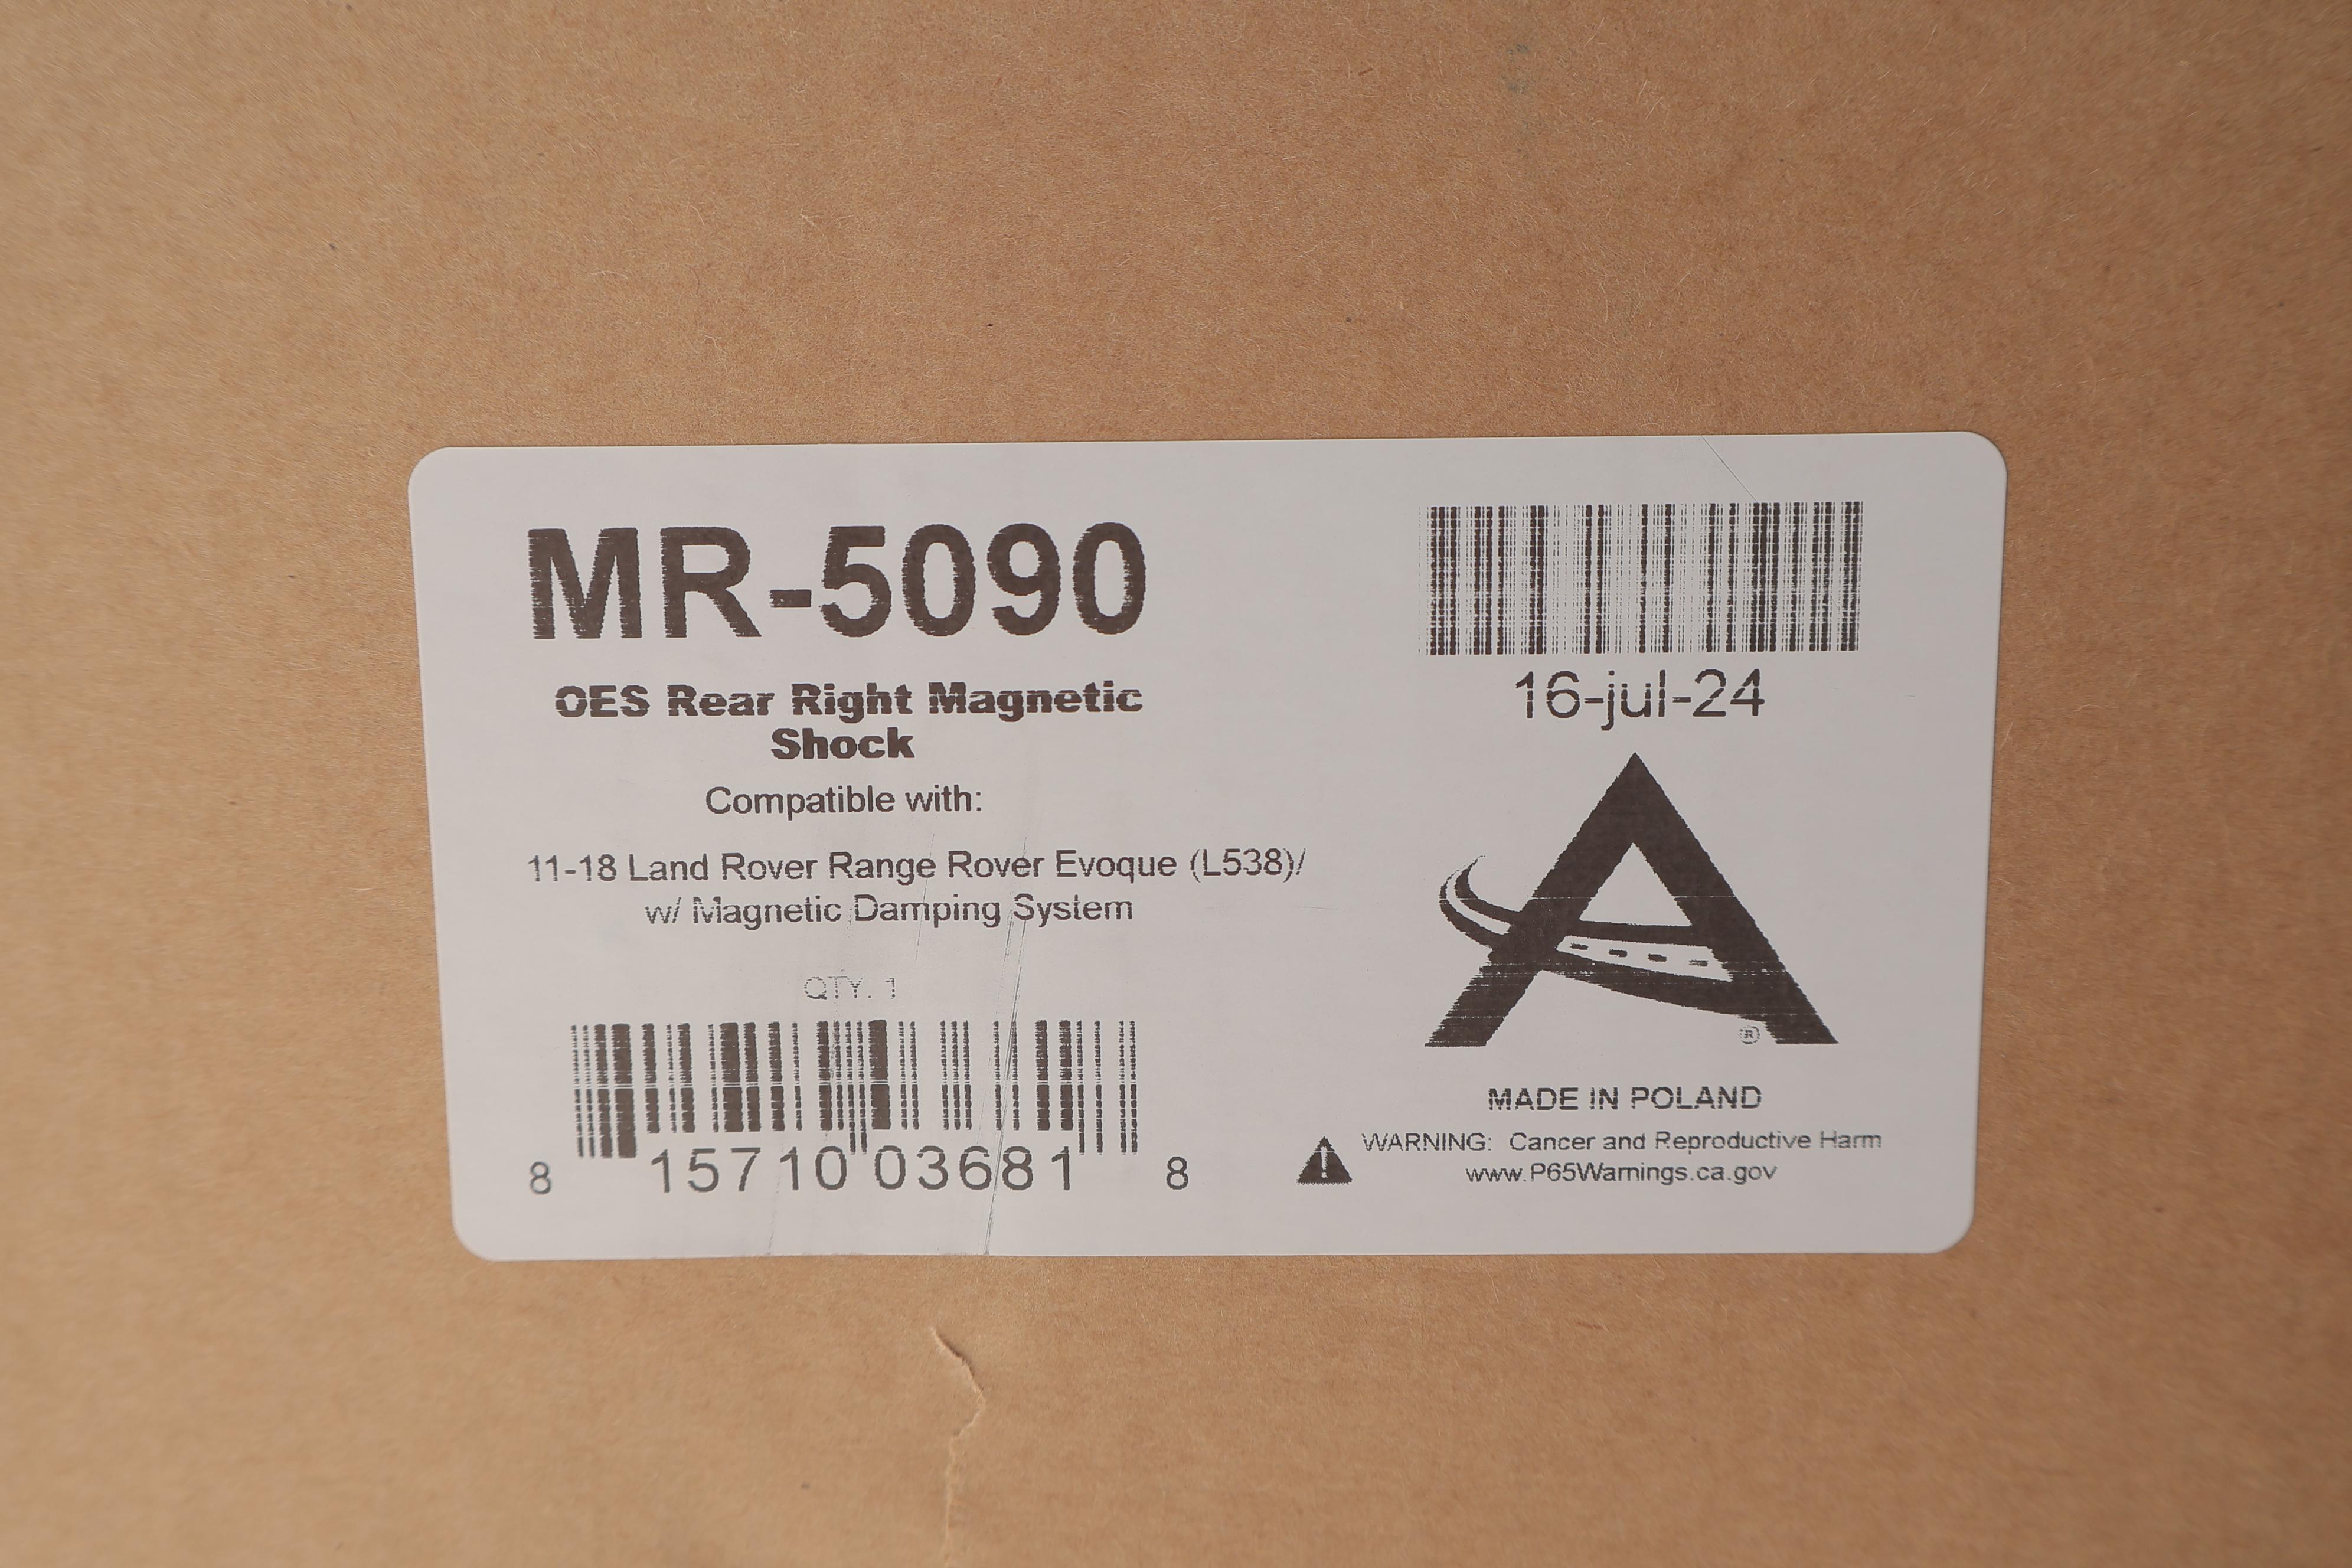 MR-5090
OES Rear Right Magnetic
Shock
Compatible with:
11-18 Land Rover Range Rover Evoque (L538)/
w/ Magnetic Damping System
QTY. 1
8 15710 03681 8
16-jul-24
®
MADE IN POLAND
WARNING: Cancer and Reproductive Harm
www.P65Warnings.ca.gov